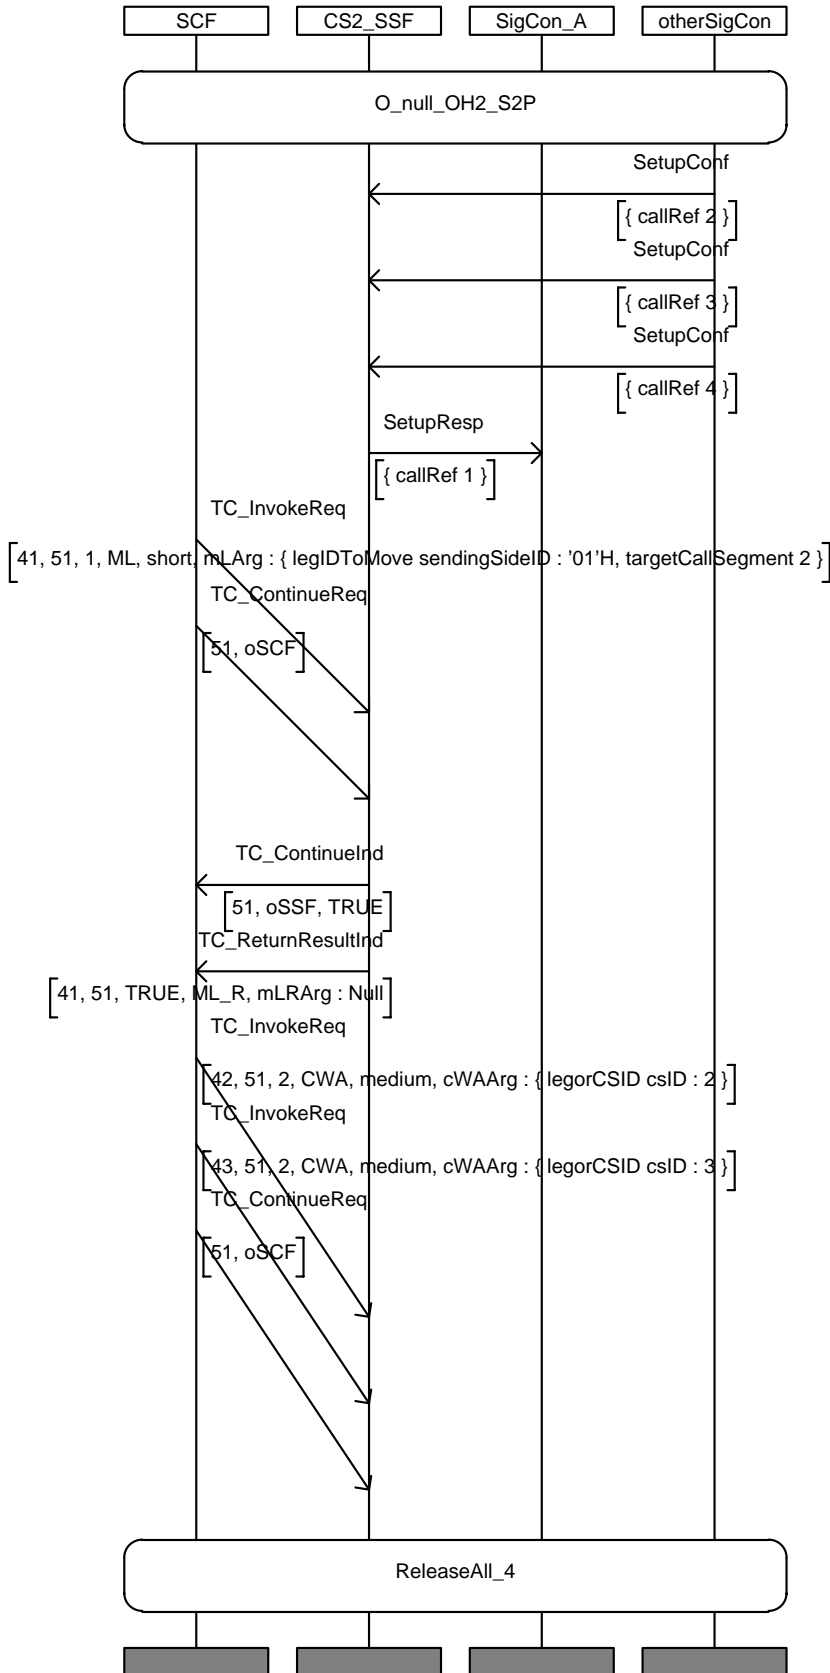 SCF CS2_SSF SigCon_A otherSigCon
O_null_OH2_S2P
SetupConf
{ callRef 2 }
SetupConf
{ callRef 3 }
SetupConf
{ callRef 4 }
SetupResp
{ callRef 1 }
TC_InvokeReq
41, 51, 1, ML, short, mLArg : { legIDToMove sendingSideID : '01'H, targetCallSegment 2 }
TC_ContinueReq
51, oSCF
TC_ContinueInd
51, oSSF, TRUE
TC_ReturnResultInd
41, 51, TRUE, ML_R, mLRArg : Null
TC_InvokeReq
42, 51, 2, CWA, medium, cWAArg : { legorCSID csID : 2 }
TC_InvokeReq
43, 51, 2, CWA, medium, cWAArg : { legorCSID csID : 3 }
TC_ContinueReq
51, oSCF
ReleaseAll_4